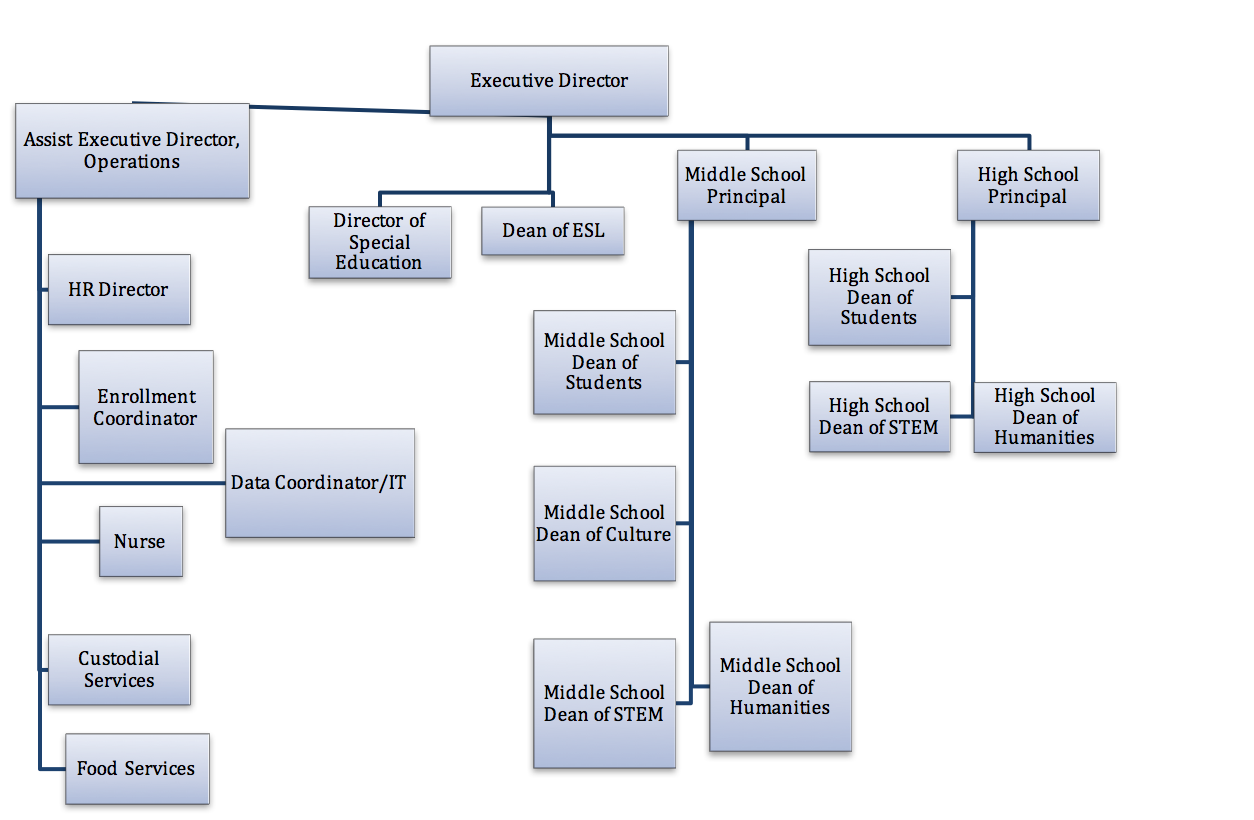 Executive Director
Assist Executive Director,
Operations
Middle School
Principal
High School
Principal
Director of
Special
Education
Dean of ESL
HR Director
High School
Dean of
Students
Middle School
Dean of
Students
Enrollment
Coordinator
High School
Dean of STEM
High School
Dean of
Humanities
Data Coordinator/IT
Middle School
Dean of Culture
Nurse
Custodial
Services
Middle School
Dean of STEM
Middle School
Dean of
Humanities
Food Services